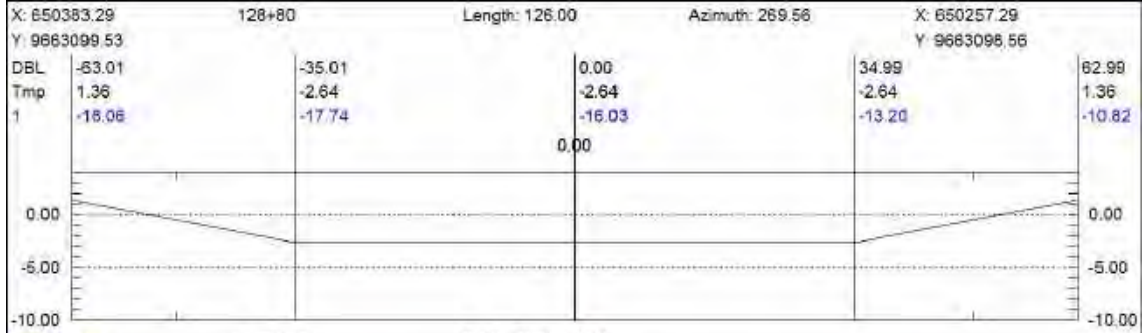 X: 650383.29 128+80 Length: 126.00 Azimuth: 269.56 X: 650257.29
Y: 9663099.53 Y: 9663098.56
DBL -63.01 -35.01 0.00 34.99 62.99
Tmp 1.36 -2.64 -2.64 -2.64 1.36
1 -18.06 -17.74 -16.03 -13.20 -10.82
0.00
0.00 0.00
-5.00 -5.00
-10.00 -10.00